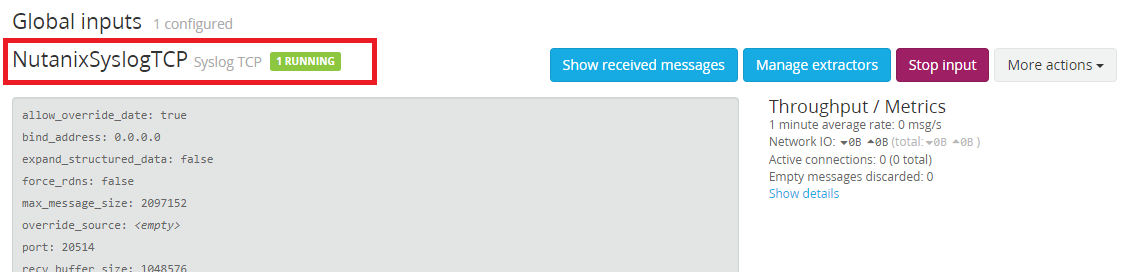 Global inputs 1 configured
NutanixSyslogTCP Syslog TCP 1 RUNNING
Show received messages Manage extractors Stop input More actions
allow_override_date: true
bind_address: 0.0.0.0
expand_structured_data: false
force_rdns: false
max_message_size: 2097152
override_source: <empty>
port: 20514
recv_buffer_size: 1048576
Throughput / Metrics
1 minute average rate: 0 msg/s
Network IO: 0B 0B (total: 0B 0B )
Active connections: 0 (0 total)
Empty messages discarded: 0
Show details